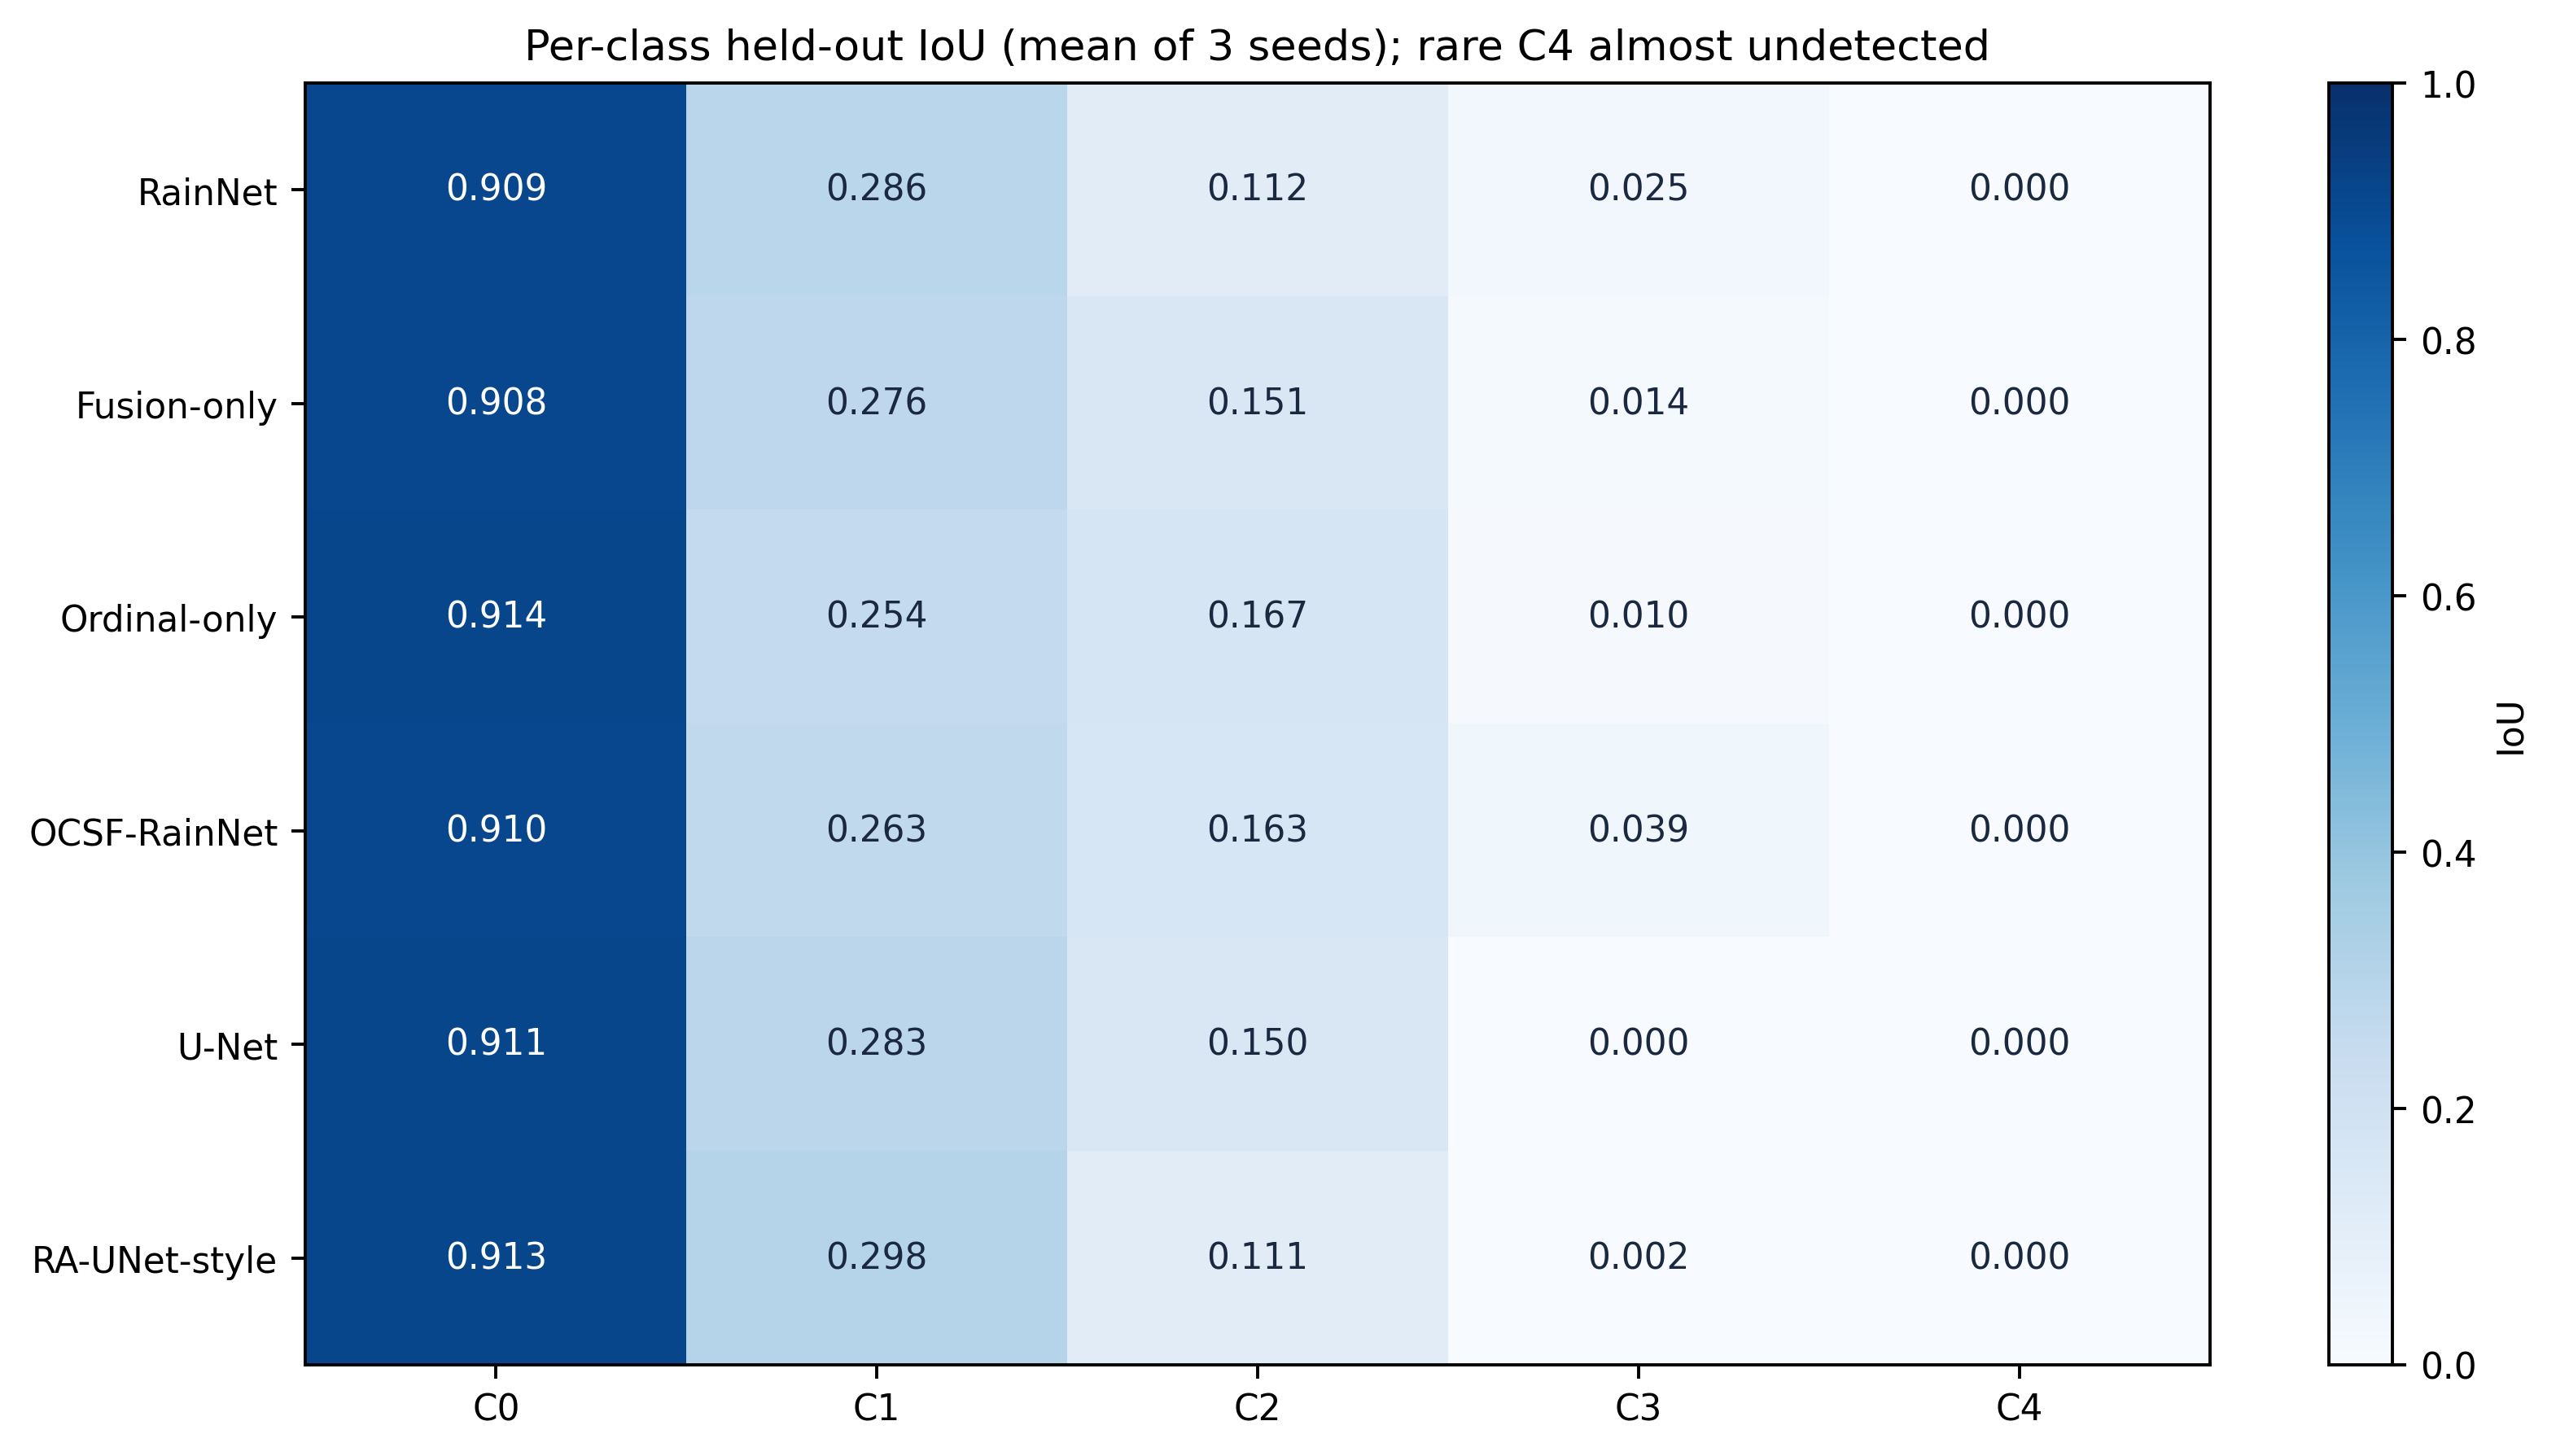 Per-class held-out IoU (mean of 3 seeds); rare C4 almost undetected
RainNet 0.909 0.286 0.112 0.025 0.000
Fusion-only 0.908 0.276 0.151 0.014 0.000
Ordinal-only 0.914 0.254 0.167 0.010 0.000
OCSF-RainNet 0.910 0.263 0.163 0.039 0.000
U-Net 0.911 0.283 0.150 0.000 0.000
RA-UNet-style 0.913 0.298 0.111 0.002 0.000
C0 C1 C2 C3 C4
1.0
0.8
0.6
0.4
0.2
0.0
IoU